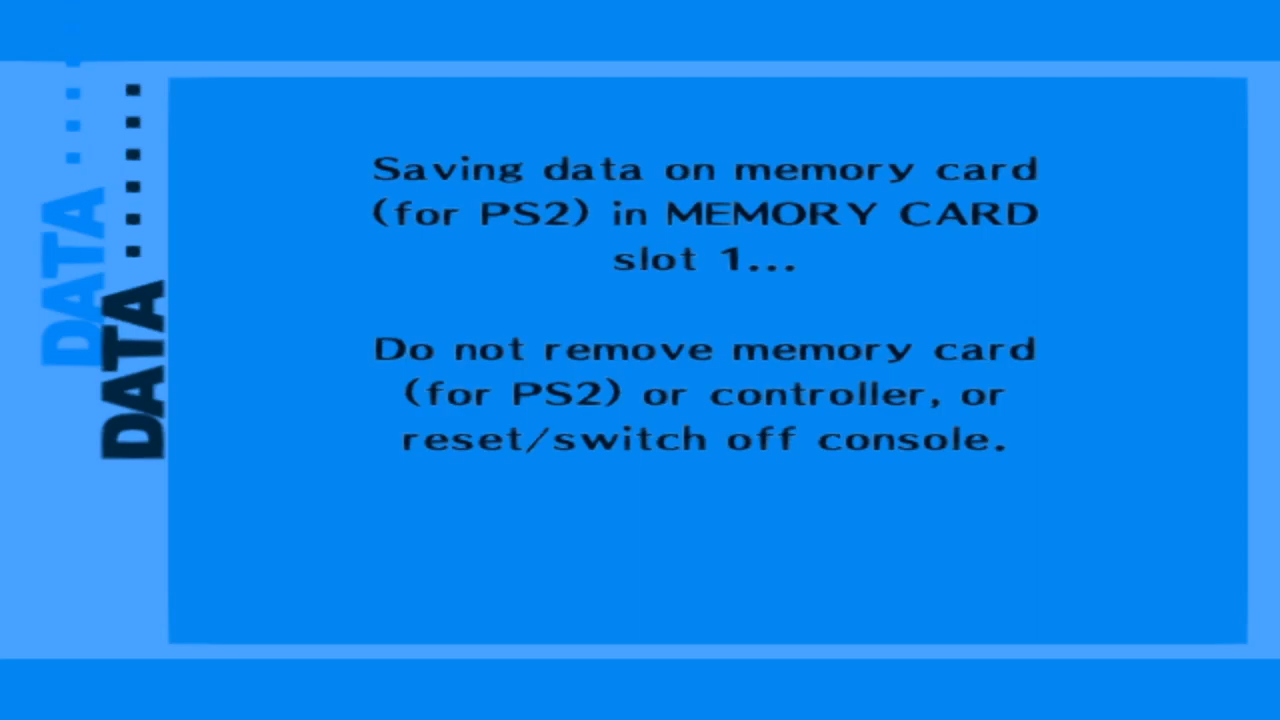 DATA......
DATA......
Saving data on memory card
(for PS2) in MEMORY CARD
slot 1...
Do not remove memory card
(for PS2) or controller, or
reset/switch off console.